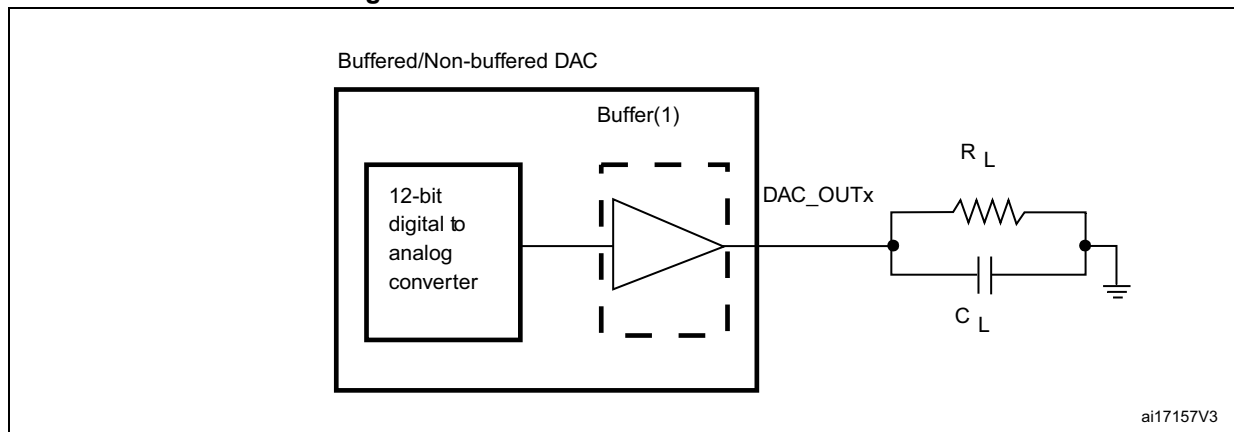 Buffered/Non-buffered DAC
Buffer(1)
12-bit
digital to
analog
converter
DAC_OUTx
R L
C L
ai17157V3